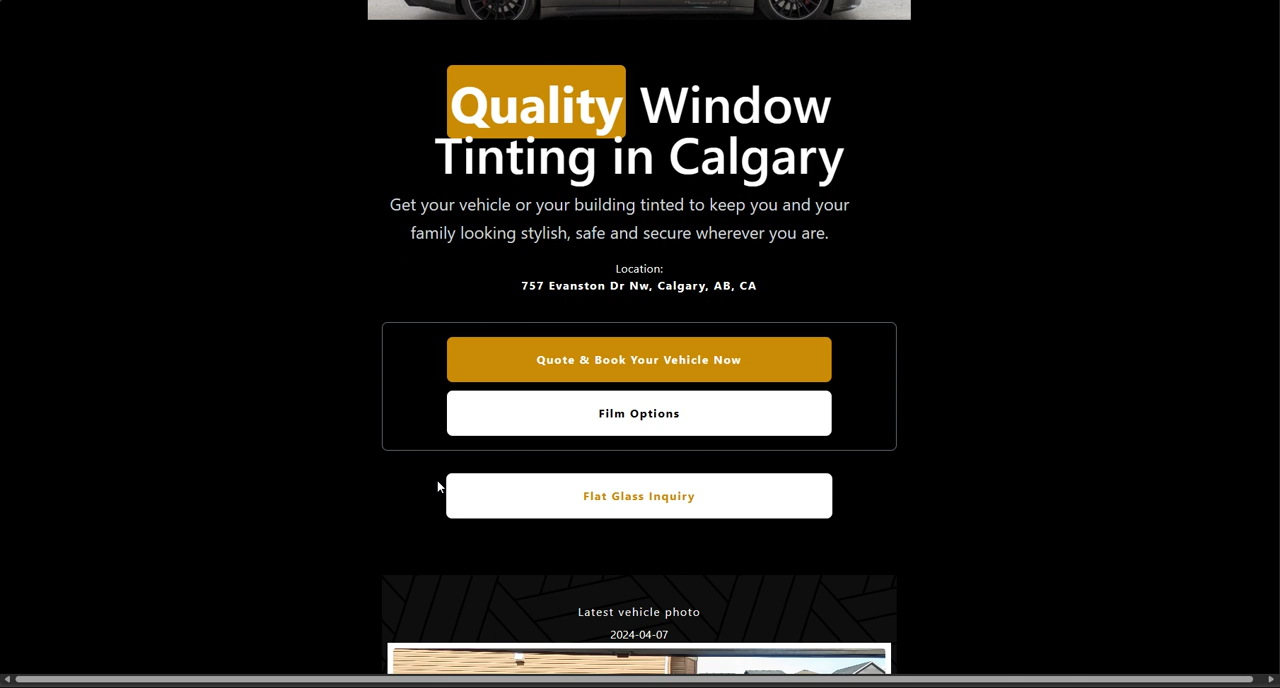 Quality Window
Tinting in Calgary
Get your vehicle or your building tinted to keep you and your
family looking stylish, safe and secure wherever you are.
Location:
757 Evanston Dr Nw, Calgary, AB, CA
Quote & Book Your Vehicle Now
Film Options
Flat Glass Inquiry
Latest vehicle photo
2024-04-07